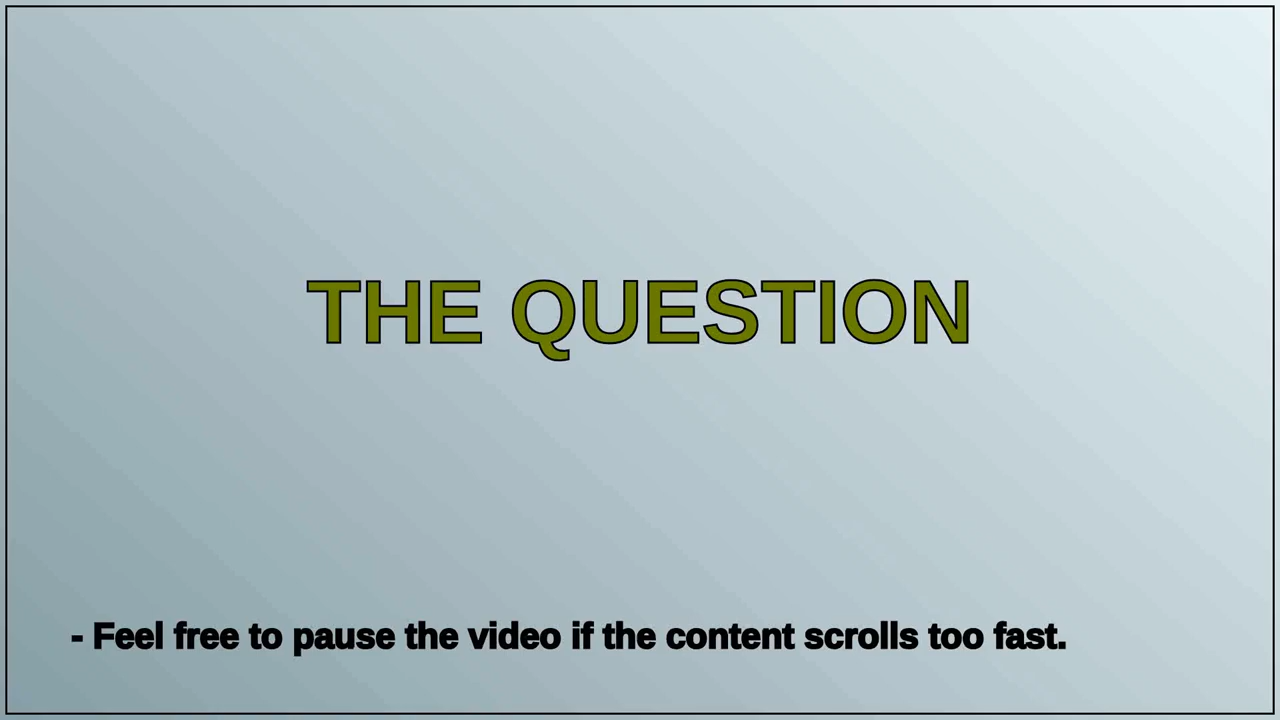 THE QUESTION
- Feel free to pause the video if the content scrolls too fast.